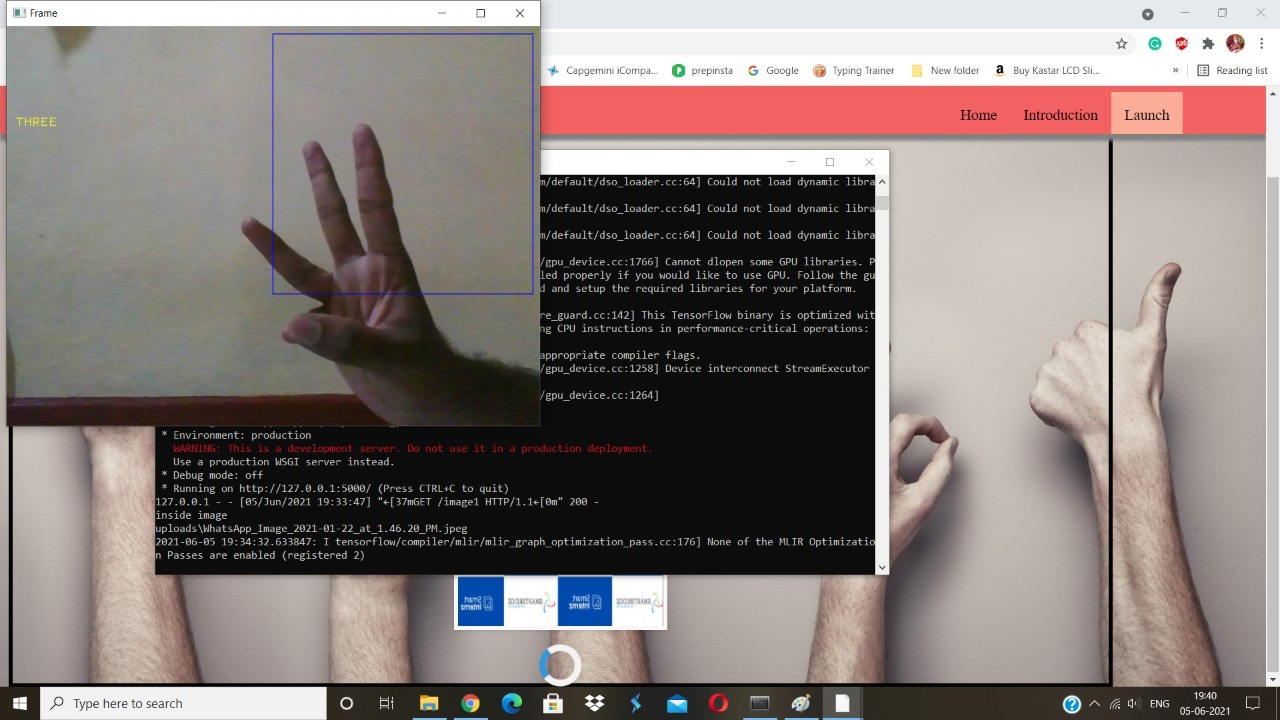 Frame
Capgemini iCompa...
prepinsta
Google
Typing Trainer
New folder
Buy Kastar LCD Sli...
»
Reading list
Home
Introduction
Launch
THREE
m/default/dso_loader.cc:64] Could not load dynamic libra
m/default/dso_loader.cc:64] Could not load dynamic libra
m/default/dso_loader.cc:64] Could not load dynamic libra
/gpu_device.cc:1766] Cannot dlopen some GPU libraries. P
led properly if you would like to use GPU. Follow the gu
d and setup the required libraries for your platform.
re_guard.cc:142] This TensorFlow binary is optimized wit
ng CPU instructions in performance-critical operations:
appropriate compiler flags.
/gpu_device.cc:1258] Device interconnect StreamExecutor
/gpu_device.cc:1264]
* Environment: production
WARNING: This is a development server. Do not use it in a production deployment.
Use a production WSGI server instead.
* Debug mode: off
* Running on http://127.0.0.1:5000/ (Press CTRL+C to quit)
127.0.0.1 - - [05/Jun/2021 19:33:47] "←[37mGET /image1 HTTP/1.1←[0m" 200 -
inside image
uploads\WhatsApp_Image_2021-01-22_at_1.46.20_PM.jpeg
2021-06-05 19:34:32.633847: I tensorflow/compiler/mlir/mlir_graph_optimization_pass.cc:176] None of the MLIR Optimizatio
n Passes are enabled (registered 2)
Smart
Internz
SMARTBRIDGE
Smart
Internz
SMARTBRIDGE
Type here to search
ENG
19:40
05-06-2021